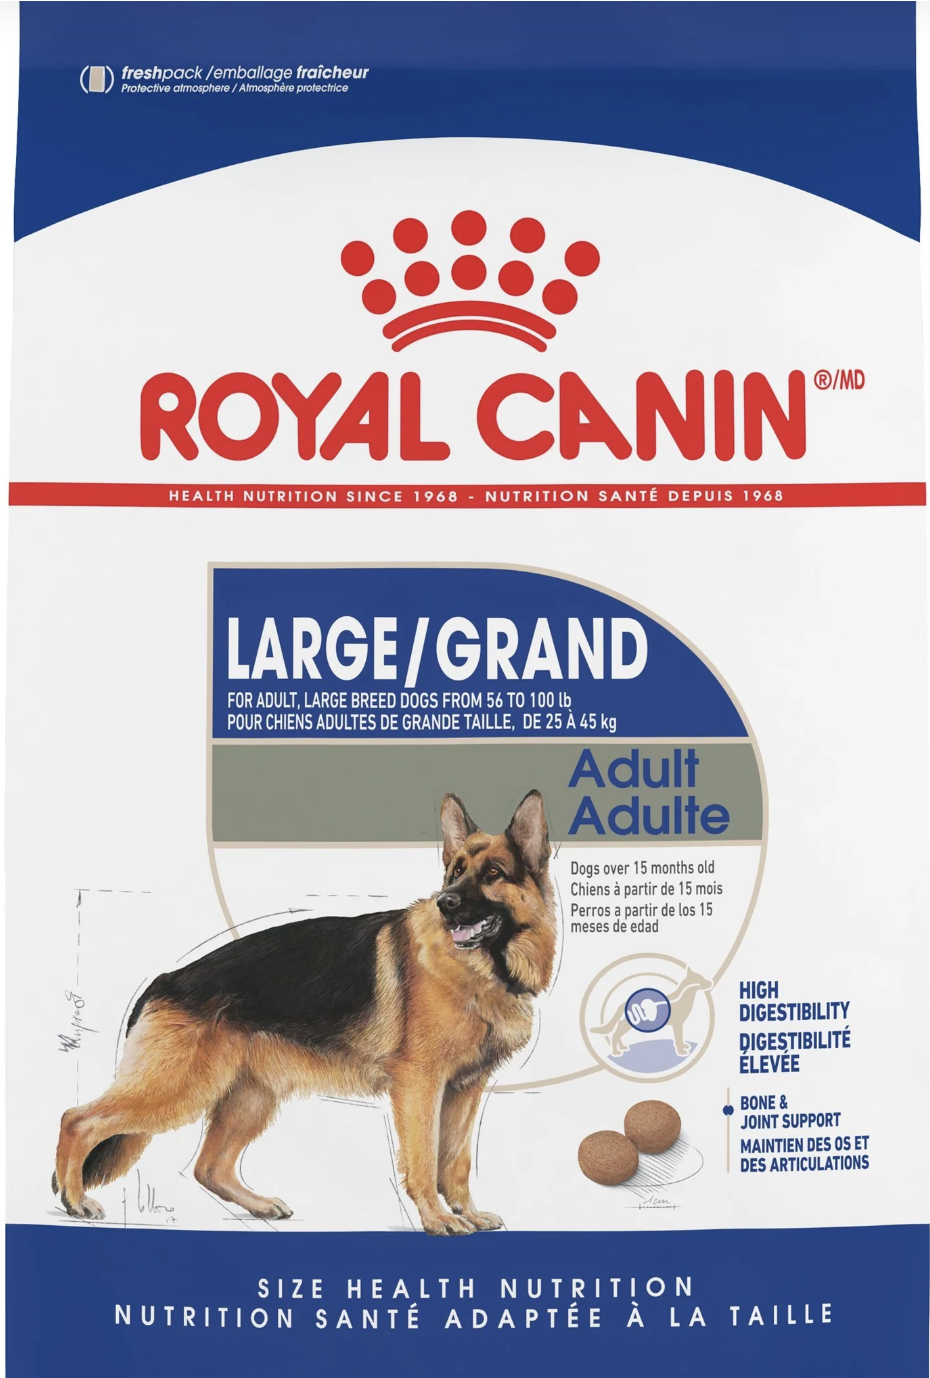 freshpack / emballage fraîcheur
Protective atmosphere / Atmosphère protectrice
ROYAL CANIN®/MD
HEALTH NUTRITION SINCE 1968 - NUTRITION SANTÉ DEPUIS 1968
LARGE/GRAND
FOR ADULT, LARGE BREED DOGS FROM 56 TO 100 lb
POUR CHIENS ADULTES DE GRANDE TAILLE, DE 25 À 45 kg
Adult
Adulte
Dogs over 15 months old
Chiens à partir de 15 mois
Perros a partir de los 15
meses de edad
HIGH
DIGESTIBILITY
DIGESTIBILITÉ
ÉLEVÉE
BONE &
JOINT SUPPORT
MAINTIEN DES OS ET
DES ARTICULATIONS
1cm
SIZE HEALTH NUTRITION
NUTRITION SANTÉ ADAPTÉE À LA TAILLE